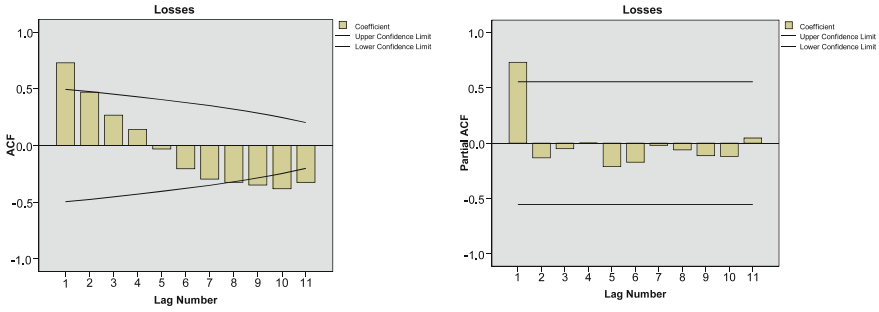 Losses
1.0
0.5
0.0
-0.5
-1.0
ACF
1 2 3 4 5 6 7 8 9 10 11
Lag Number
Coefficient
Upper Confidence Limit
Lower Confidence Limit
Losses
1.0
0.5
0.0
-0.5
-1.0
Partial ACF
1 2 3 4 5 6 7 8 9 10 11
Lag Number
Coefficient
Upper Confidence Limit
Lower Confidence Limit